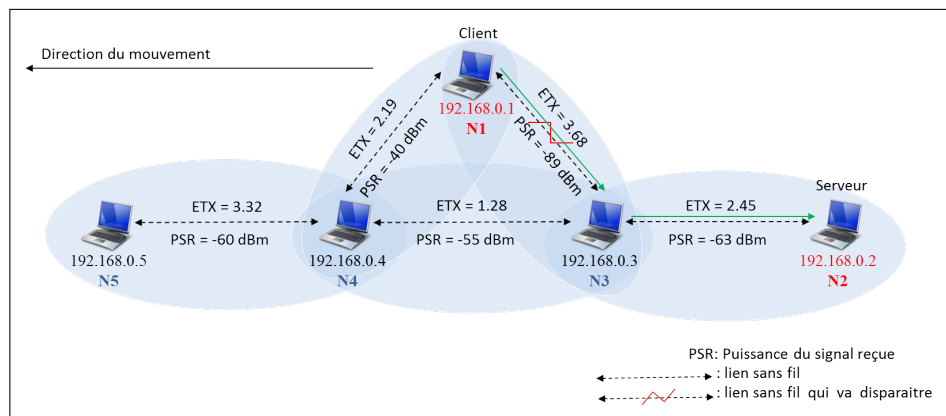 Client
Direction du mouvement
192.168.0.1
N1
ETX = 2.19
PSR = -40 dBm
ETX = 3.68
PSR = -89 dBm
Serveur
ETX = 3.32
PSR = -60 dBm
ETX = 1.28
PSR = -55 dBm
ETX = 2.45
PSR = -63 dBm
192.168.0.5
N5
192.168.0.4
N4
192.168.0.3
N3
192.168.0.2
N2
PSR: Puissance du signal reçue
: lien sans fil
: lien sans fil qui va disparaitre